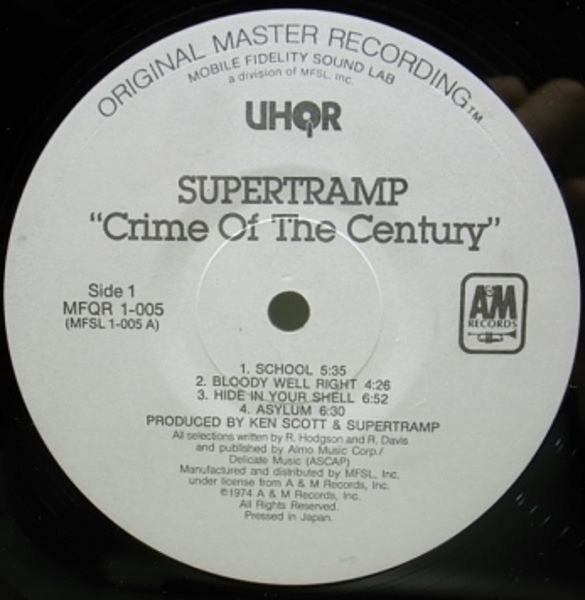 ORIGINAL MASTER RECORDING™
MOBILE FIDELITY SOUND LAB
a division of MFSL, Inc.
UHQR
SUPERTRAMP
“Crime Of The Century”
Side 1
MFQR 1-005
(MFSL 1-005 A)
A&M
RECORDS
1. SCHOOL 5:35
2. BLOODY WELL RIGHT 4:26
3. HIDE IN YOUR SHELL 6:52
4. ASYLUM 6:30
PRODUCED BY KEN SCOTT & SUPERTRAMP
All selections written by R. Hodgson and R. Davis
and published by Almo Music Corp./
Delicate Music (ASCAP)
Manufactured and distributed by MFSL, Inc.
under license from A & M Records, Inc.
©1974 A & M Records, Inc.
All Rights Reserved.
Pressed in Japan.